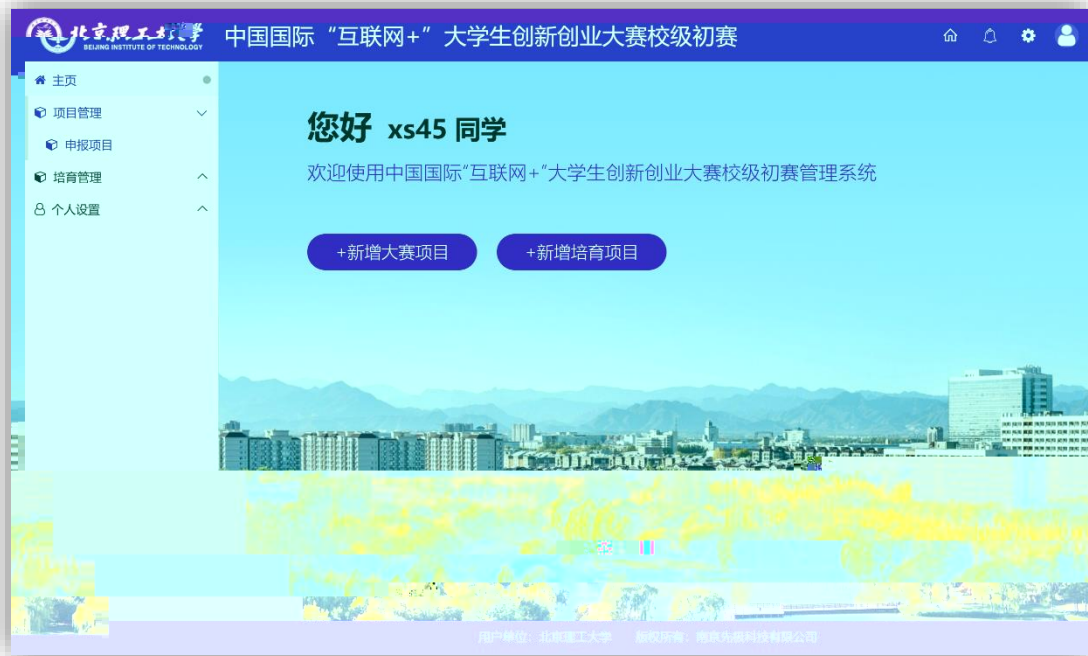 北京理工大学
BEIJING INSTITUTE OF TECHNOLOGY
中国国际“互联网+”大学生创新创业大赛校级初赛
主页
项目管理
申报项目
培育管理
个人设置
您好 xs45 同学
欢迎使用中国国际“互联网+”大学生创新创业大赛校级初赛管理系统
+新增大赛项目
+新增培育项目
用户单位：北京理工大学 版权所有：南京先极科技有限公司